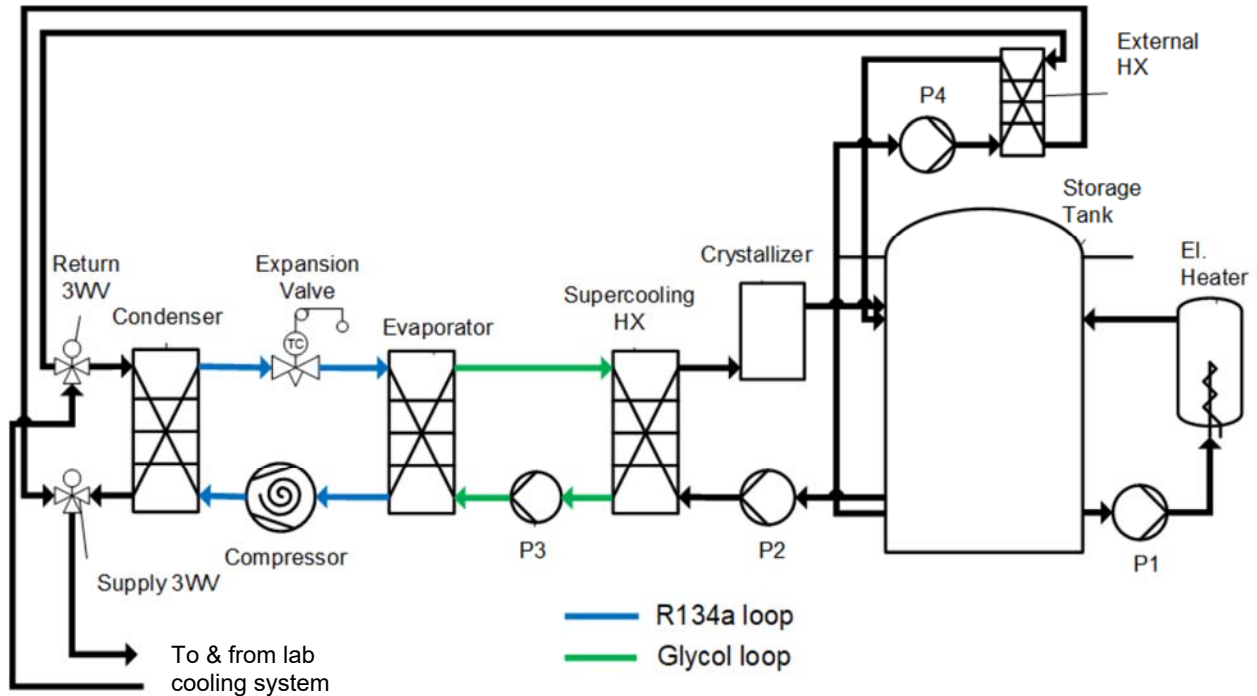 External
HX
P4
Storage
Tank
Crystallizer
El.
Heater
Return
3WV
Expansion
Valve
Supercooling
HX
Condenser
Evaporator
TC
Compressor
P3
P2
P1
Supply 3WV
R134a loop
Glycol loop
To & from lab
cooling system